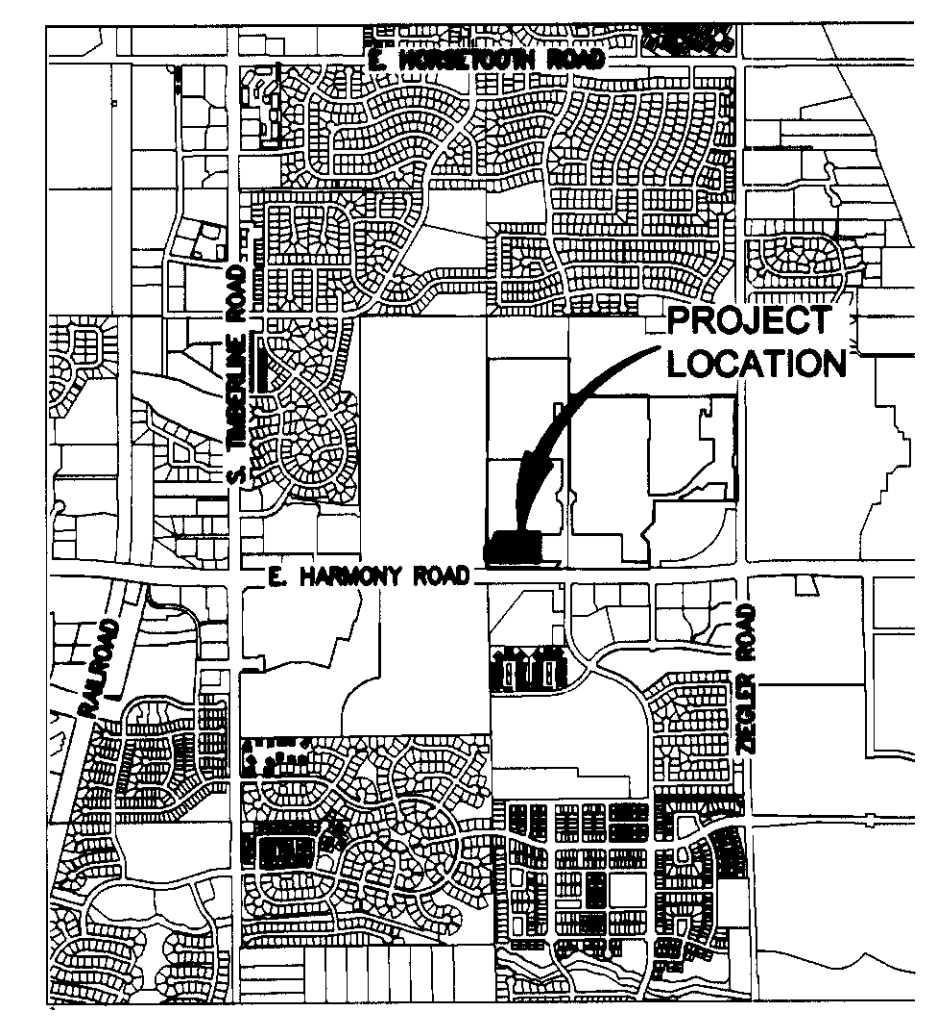 E. HORSETOOTH ROAD
PROJECT
LOCATION
S. TIMBERLINE ROAD
E. HARMONY ROAD
RAILROAD
ZIEGLER ROAD